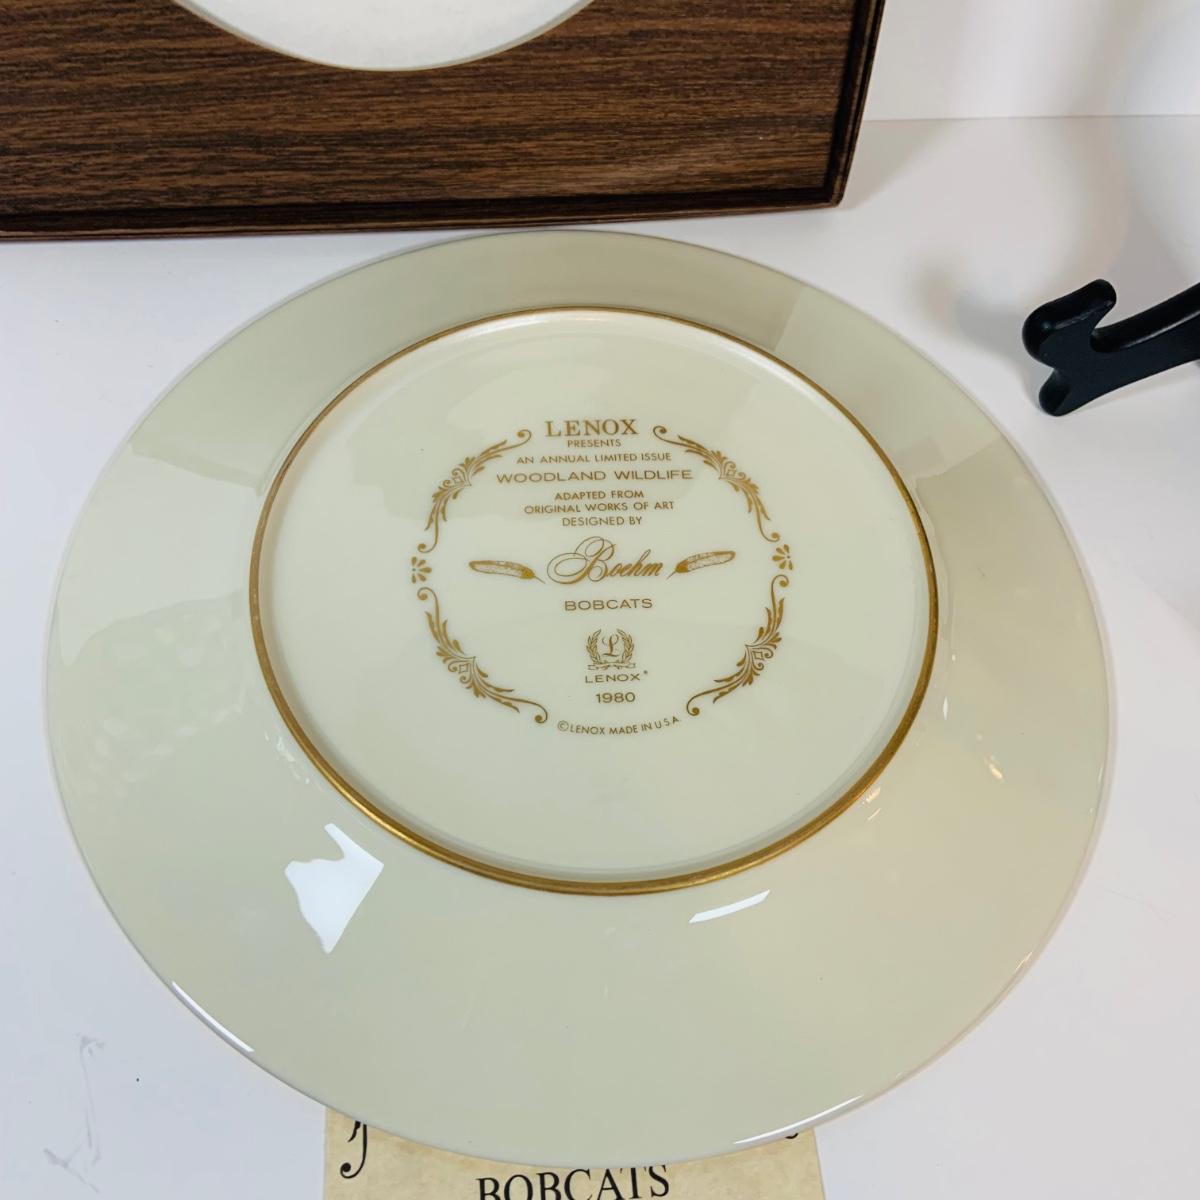 LENOX
PRESENTS
AN ANNUAL LIMITED ISSUE
WOODLAND WILDLIFE
ADAPTED FROM
ORIGINAL WORKS OF ART
DESIGNED BY
Boehm
BOBCATS
L
LENOX®
1980
©LENOX MADE IN U.S.A.
BOBCATS